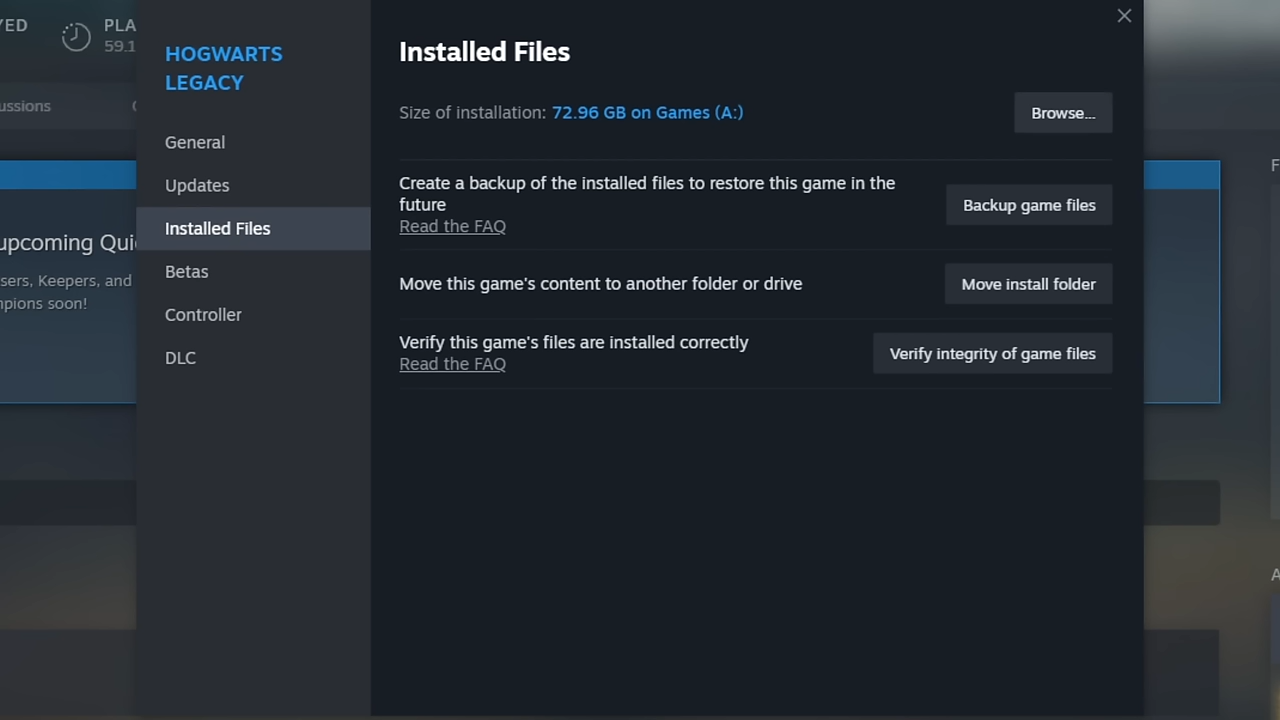 YED
PLA
59.1
ussions
upcoming Qui
sers, Keepers, and
npions soon!
HOGWARTS
LEGACY
General
Updates
Installed Files
Betas
Controller
DLC
Installed Files
Size of installation: 72.96 GB on Games (A:)
Browse...
Create a backup of the installed files to restore this game in the
future
Read the FAQ
Backup game files
Move this game's content to another folder or drive
Move install folder
Verify this game's files are installed correctly
Read the FAQ
Verify integrity of game files